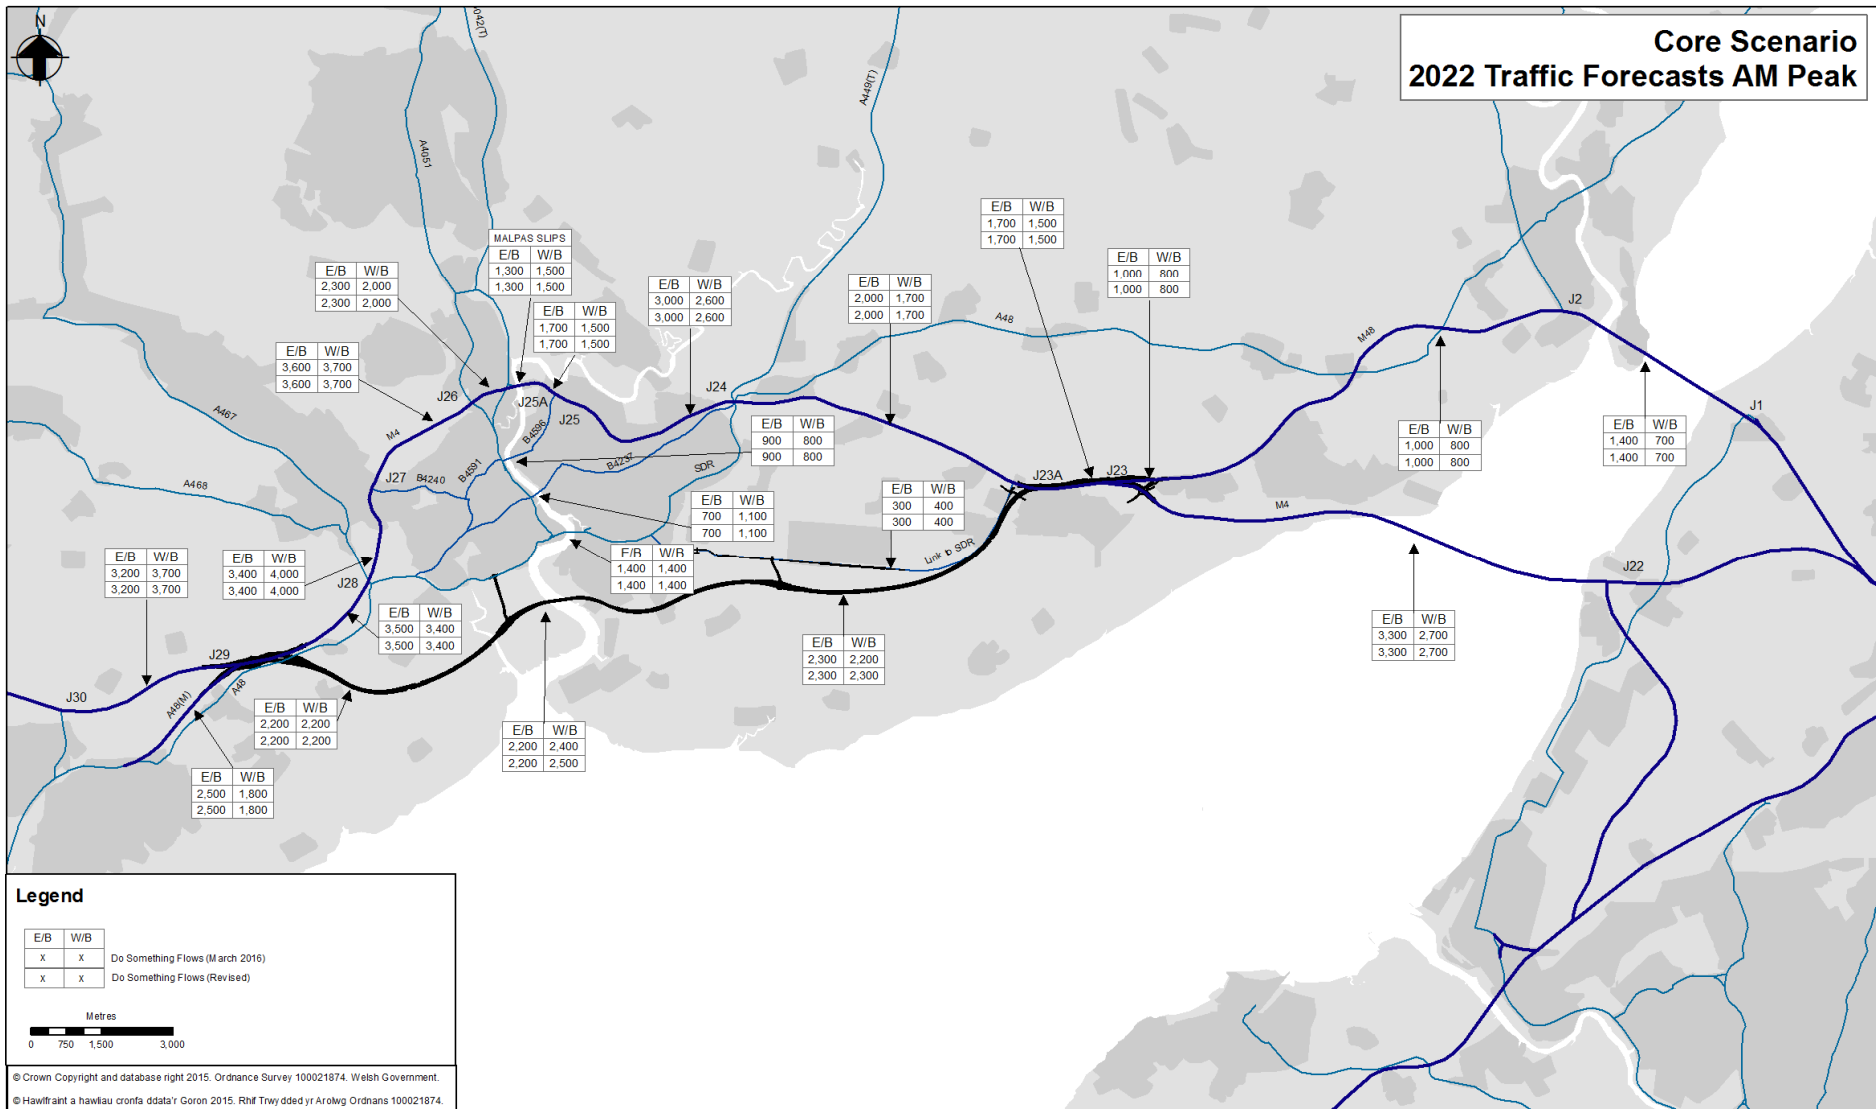 N
Core Scenario
2022 Traffic Forecasts AM Peak
A4051
A449(T)
E/B W/B
1,700 1,500
1,700 1,500
MALPAS SLIPS
E/B W/B
1,300 1,500
1,300 1,500
E/B W/B
1,000 800
1,000 800
E/B W/B
2,300 2,000
2,300 2,000
E/B W/B
3,000 2,600
3,000 2,600
E/B W/B
2,000 1,700
2,000 1,700
E/B W/B
1,700 1,500
1,700 1,500
J2
A48
M48
E/B W/B
3,600 3,700
3,600 3,700
J26
J25A
J25
J24
J1
A467
M4
B4596
B4591
B4237
SDR
E/B W/B
900 800
900 800
E/B W/B
1,000 800
1,000 800
E/B W/B
1,400 700
1,400 700
A468
J27
B4240
J23A
J23
M4
E/B W/B
700 1,100
700 1,100
E/B W/B
300 400
300 400
Link to SDR
E/B W/B
3,200 3,700
3,200 3,700
E/B W/B
3,400 4,000
3,400 4,000
J28
E/B W/B
1,400 1,400
1,400 1,400
J22
E/B W/B
3,500 3,400
3,500 3,400
E/B W/B
2,300 2,200
2,300 2,300
E/B W/B
3,300 2,700
3,300 2,700
J29
J30
A48(M)
A48
E/B W/B
2,200 2,200
2,200 2,200
E/B W/B
2,200 2,400
2,200 2,500
E/B W/B
2,500 1,800
2,500 1,800
Legend
E/B W/B
x x Do Something Flows (March 2016)
x x Do Something Flows (Revised)
Metres
0 750 1,500 3,000
© Crown Copyright and database right 2015. Ordnance Survey 100021874. Welsh Government.
© Hawlfraint a hawliau cronfa ddata'r Goron 2015. Rhif Trwydded yr Arolwg Ordnans 100021874.